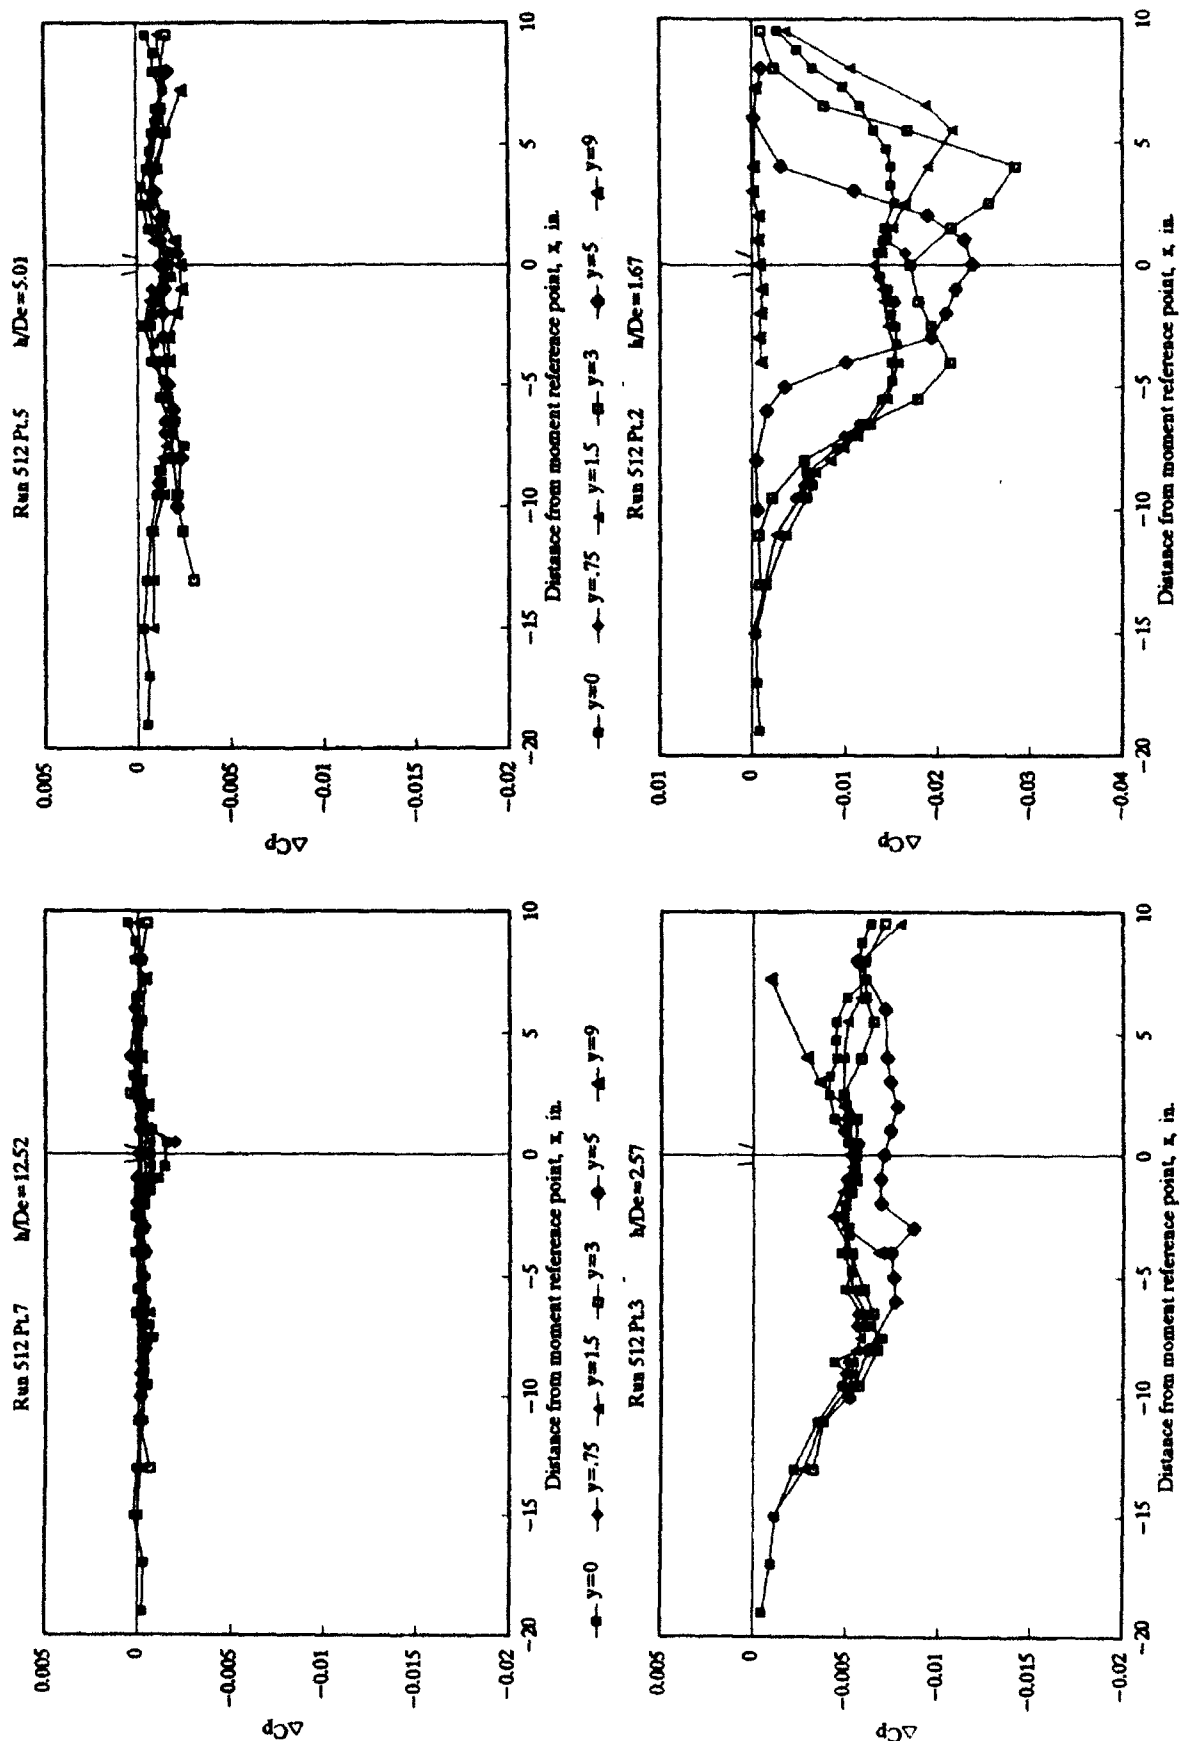 Run 512 Pt.7 h/De=12.52
0.005
0
−0.005
−0.01
−0.015
−0.02
ΔCp
−20 −15 −10 −5 0 5 10
Distance from moment reference point, x, in.
Run 512 Pt.5 h/De=5.01
0.005
0
−0.005
−0.01
−0.015
−0.02
ΔCp
−20 −15 −10 −5 0 5 10
Distance from moment reference point, x, in.
y=0 y=.75 y=1.5 y=3 y=5 y=9
y=0 y=.75 y=1.5 y=3 y=5 y=9
Run 512 Pt.3 h/De=2.57
0.005
0
−0.005
−0.01
−0.015
−0.02
ΔCp
−20 −15 −10 −5 0 5 10
Distance from moment reference point, x, in.
Run 512 Pt.2 h/De=1.67
0.01
0
−0.01
−0.02
−0.03
−0.04
ΔCp
−20 −15 −10 −5 0 5 10
Distance from moment reference point, x, in.